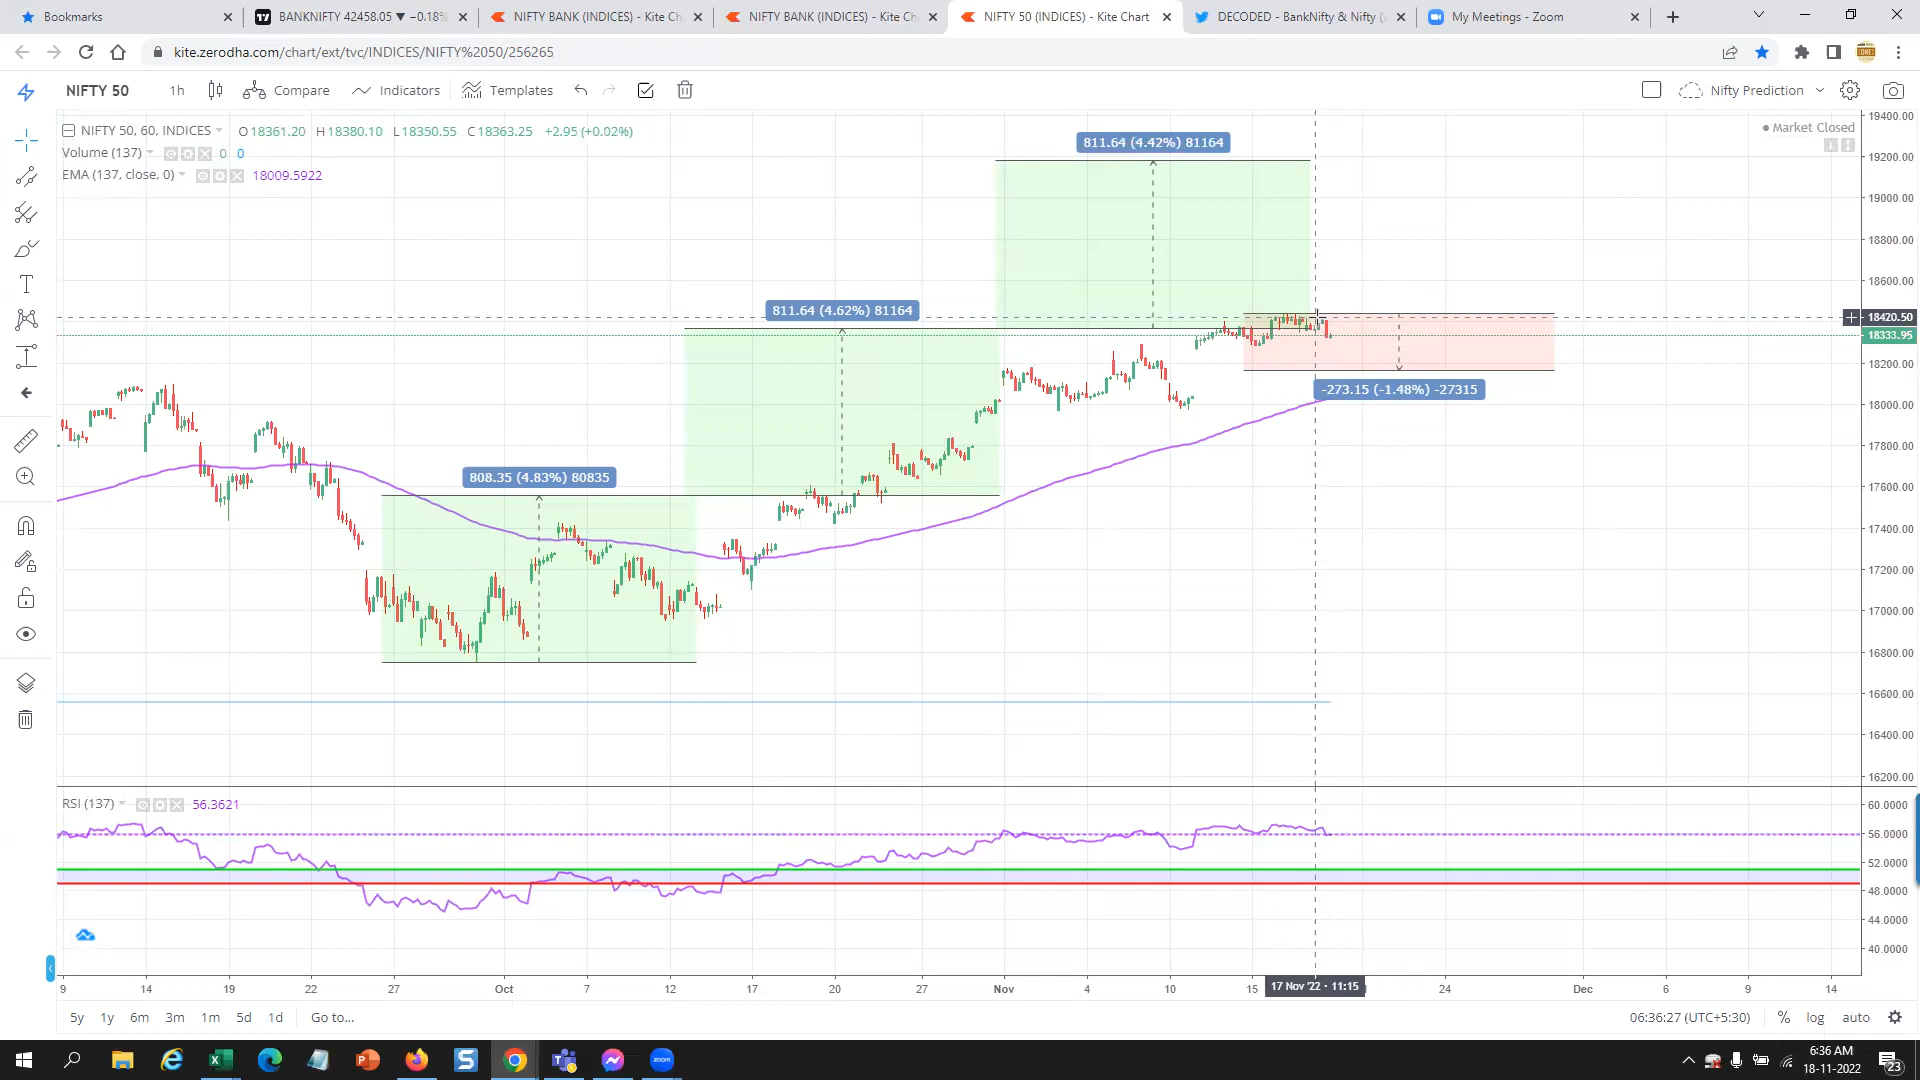 Bookmarks
BANKNIFTY 42458.05 ▼ −0.18%
NIFTY BANK (INDICES) - Kite Ch
NIFTY BANK (INDICES) - Kite Ch
NIFTY 50 (INDICES) - Kite Chart
DECODED - BankNifty & Nifty (
My Meetings - Zoom
kite.zerodha.com/chart/ext/tvc/INDICES/NIFTY%2050/256265
NIFTY 50 1h Compare Indicators Templates Nifty Prediction
NIFTY 50, 60, INDICES O18361.20 H18380.10 L18350.55 C18363.25 +2.95 (+0.02%)
Market Closed
Volume (137) 0 0
EMA (137, close, 0) 18009.5922
811.64 (4.42%) 81164
811.64 (4.62%) 81164
808.35 (4.83%) 80835
-273.15 (-1.48%) -27315
19400.00
19200.00
19000.00
18800.00
18600.00
18420.50
18333.95
18200.00
18000.00
17800.00
17600.00
17400.00
17200.00
17000.00
16800.00
16600.00
16400.00
16200.00
RSI (137) 56.3621
60.0000
56.0000
52.0000
48.0000
44.0000
40.0000
9 14 19 22 27 Oct 7 12 17 20 27 Nov 4 10 15 17 Nov '22 · 11:15 24 Dec 6 9 14
5y 1y 6m 3m 1m 5d 1d Go to... 06:36:27 (UTC+5:30) % log auto
6:36 AM
18-11-2022
23